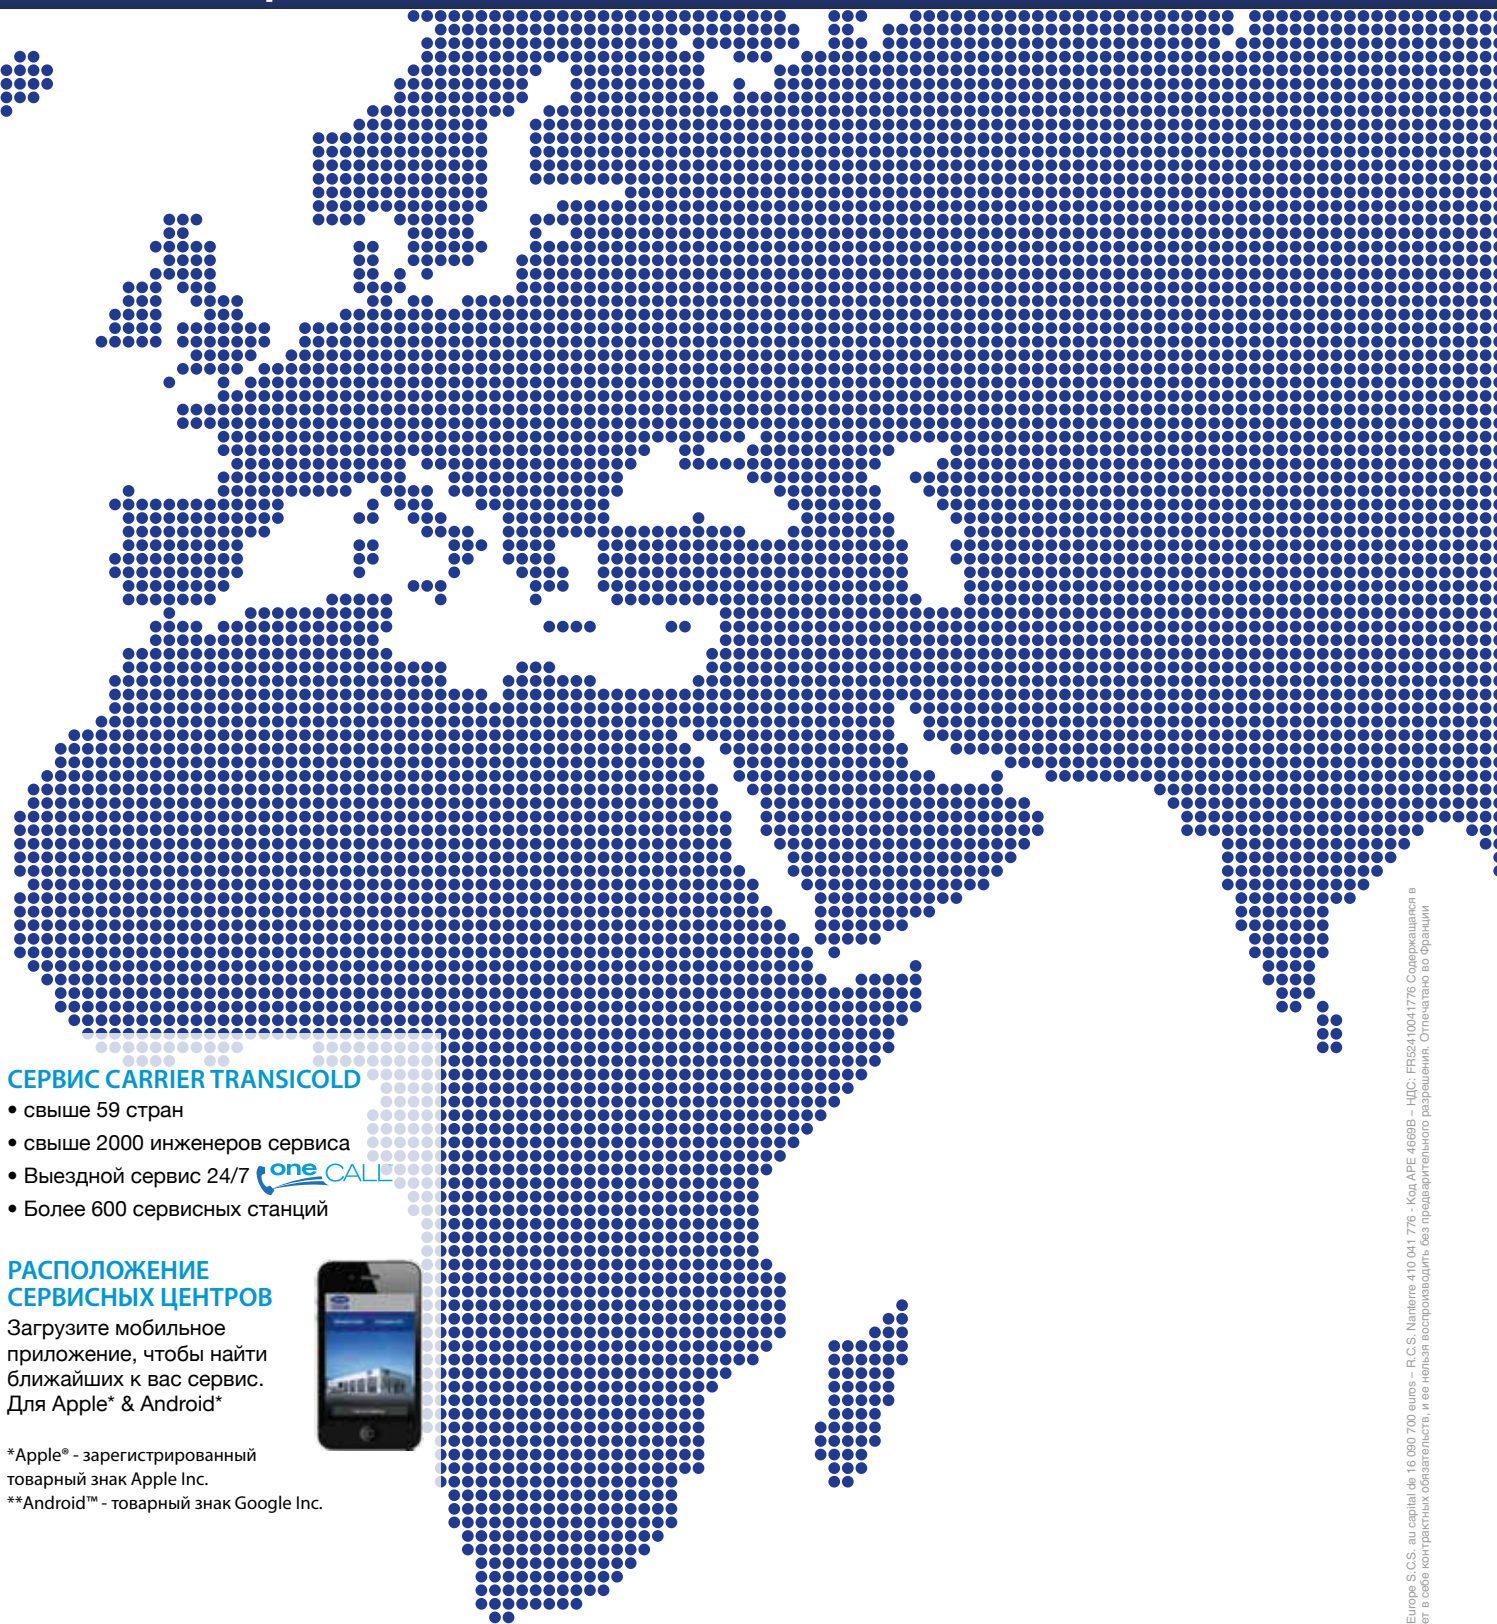 СЕРВИС CARRIER TRANSICOLD
• свыше 59 стран
• свыше 2000 инженеров сервиса
• Выездной сервис 24/7 one CALL
• Более 600 сервисных станций
РАСПОЛОЖЕНИЕ
СЕРВИСНЫХ ЦЕНТРОВ
Загрузите мобильное
приложение, чтобы найти
ближайших к вас сервис.
Для Apple* & Android*
*Apple® - зарегистрированный
товарный знак Apple Inc.
**Android™ - товарный знак Google Inc.
Europe S.C.S. au capital de 16 090 700 euros – R.C.S. Nanterre 410 041 776 - Код APE 4669B – НДС: FR52410041776 Содержащаяся в
ет в себе контрактных обязательств, и ее нельзя воспроизводить без предварительного разрешения. Отпечатано во Франции